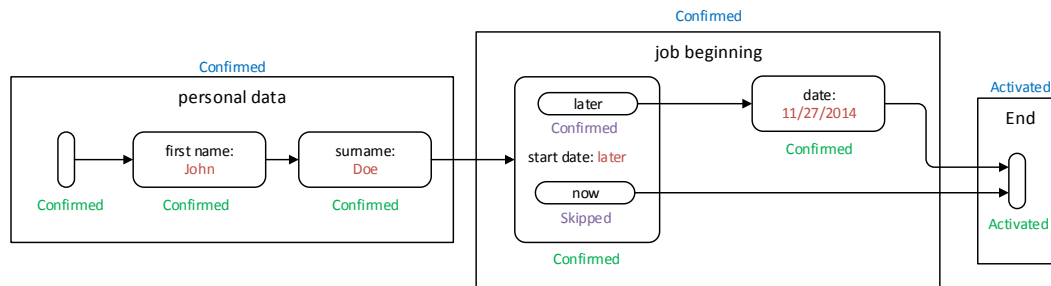 Confirmed
personal data
first name:
John
surname:
Doe
Confirmed
Confirmed
Confirmed
Confirmed
job beginning
later
Confirmed
start date: later
now
Skipped
Confirmed
date:
11/27/2014
Confirmed
Activated
End
Activated